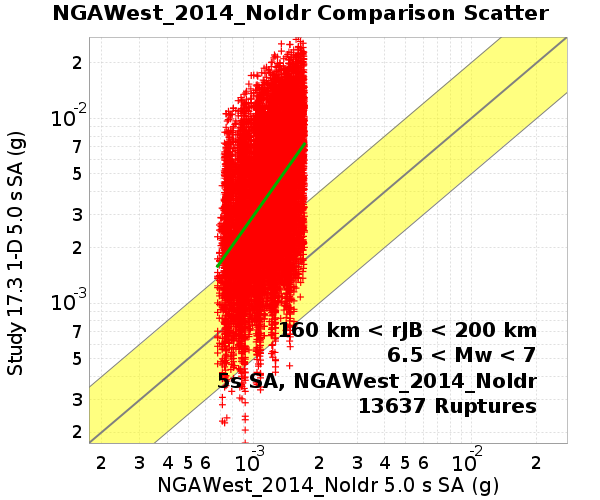 NGAWest_2014_NoIdr Comparison Scatter
Study 17.3 1-D 5.0 s SA (g)
2
10-2
7
5
3
2
10-3
7
5
3
2
160 km < rJB < 200 km
6.5 < Mw < 7
5s SA, NGAWest_2014_NoIdr
13637 Ruptures
2 3 4 5 6 10-3 2 3 4 5 6 10-2 2
NGAWest_2014_NoIdr 5.0 s SA (g)